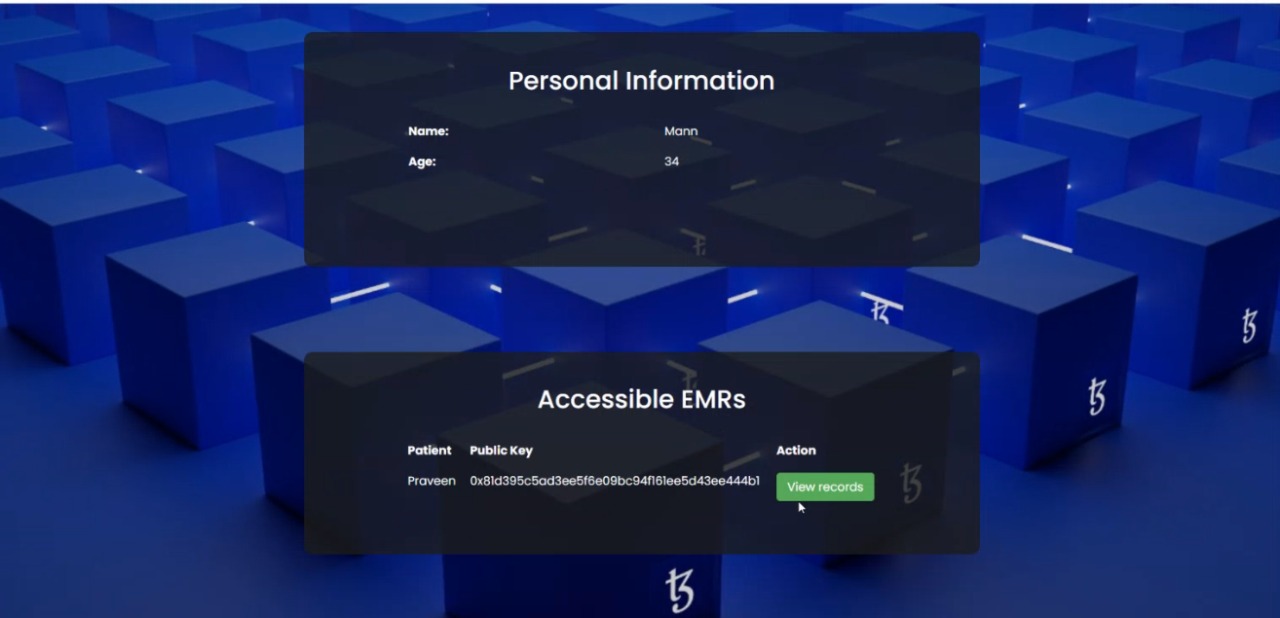 Personal Information
Name: Mann
Age: 34
Accessible EMRs
Patient Public Key Action
Praveen 0x81d395c5ad3ee5f6e09bc94f161ee5d43ee444b1 View records